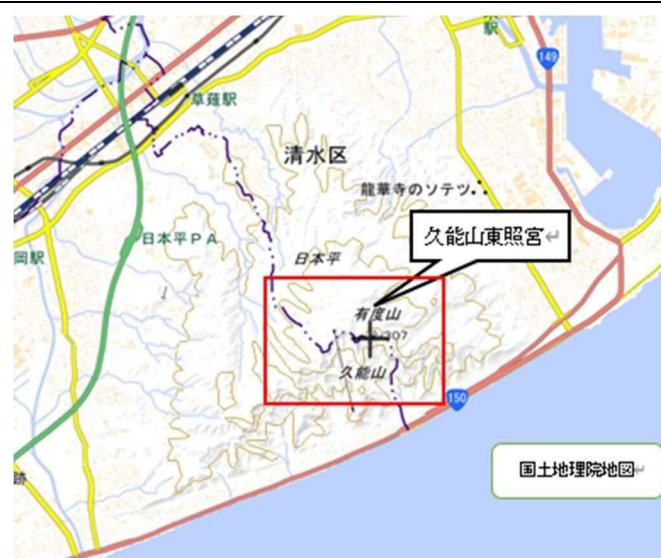 駅
149
草薙駅
清水区
龍華寺のソテツ
久能山東照宮
日本平PA
岡駅
日本平
有度山
307
久能山
150
国土地理院地図
跡